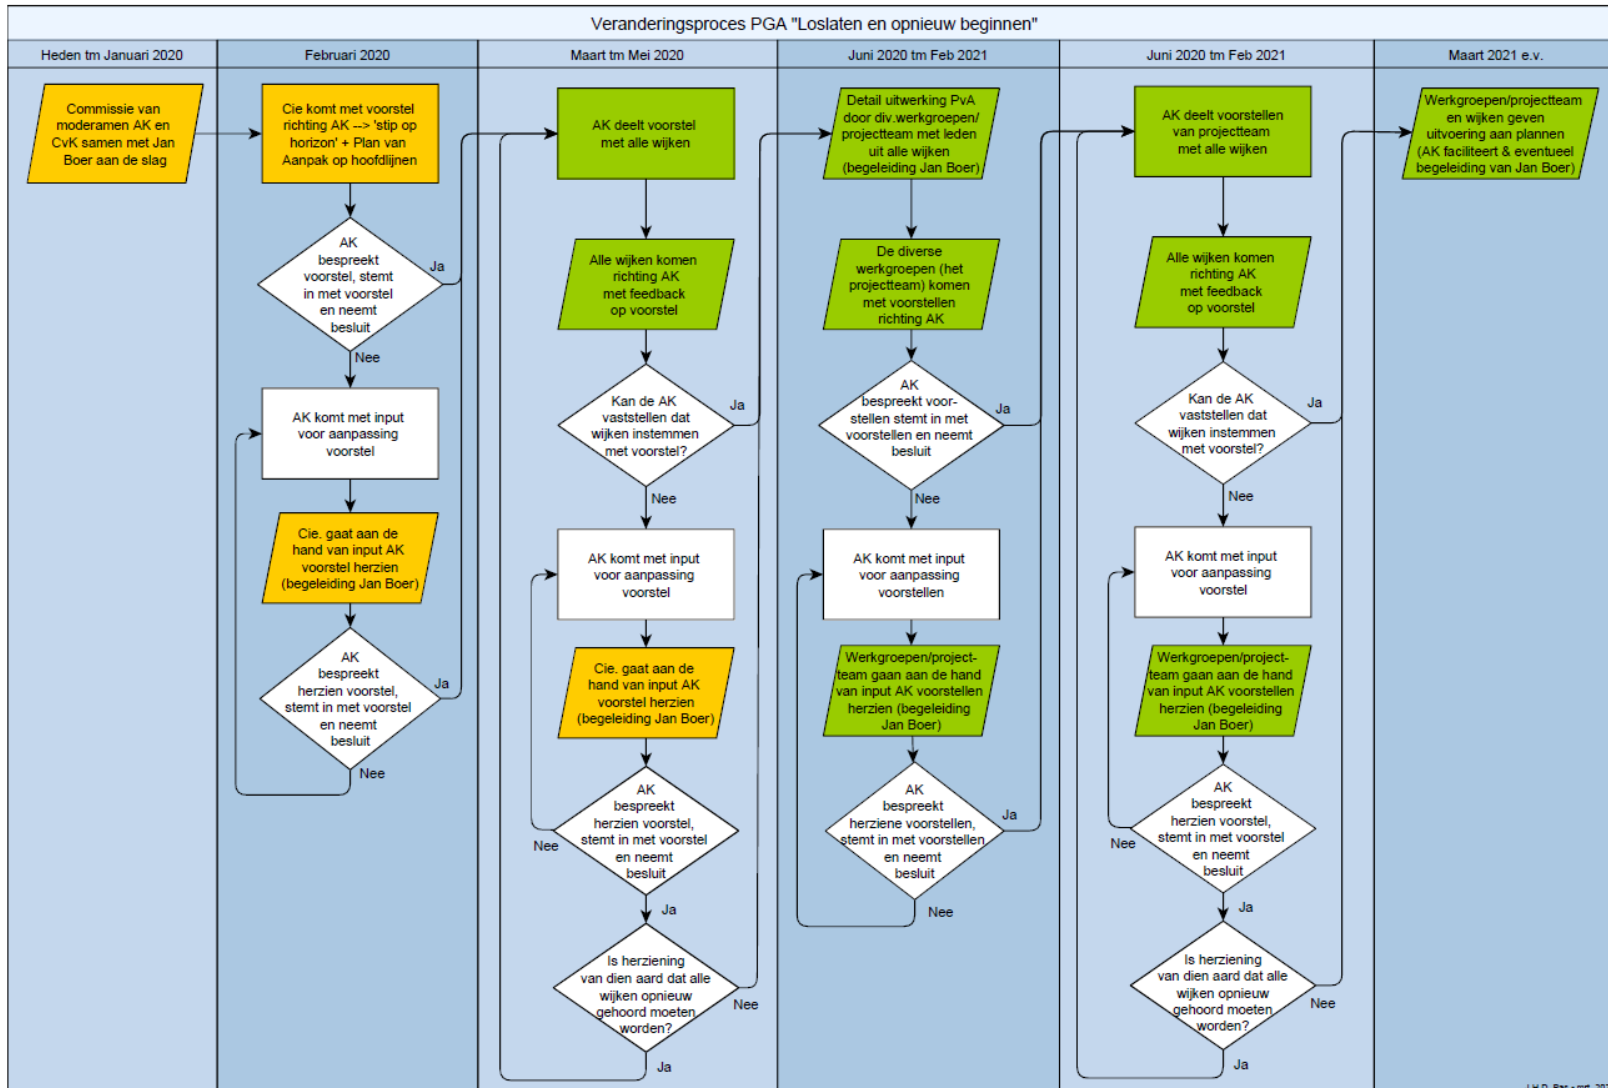 Veranderingsproces PGA "Loslaten en opnieuw beginnen"
Heden tm Januari 2020
Februari 2020
Maart tm Mei 2020
Juni 2020 tm Feb 2021
Juni 2020 tm Feb 2021
Maart 2021 e.v.
Commissie van
moderamen AK en
CvK samen met Jan
Boer aan de slag
Cie komt met voorstel
richting AK --> 'stip op
horizon' + Plan van
Aanpak op hoofdlijnen
AK
bespreekt
voorstel, stemt
in met voorstel
en neemt
besluit
Ja
Nee
AK komt met input
voor aanpassing
voorstel
Cie. gaat aan de
hand van input AK
voorstel herzien
(begeleiding Jan Boer)
AK
bespreekt
herzien voorstel,
stemt in met voorstel
en neemt
besluit
Ja
Nee
AK deelt voorstel
met alle wijken
Alle wijken komen
richting AK
met feedback
op voorstel
Kan de AK
vaststellen dat
wijken instemmen
met voorstel?
Ja
Nee
AK komt met input
voor aanpassing
voorstel
Cie. gaat aan de
hand van input AK
voorstel herzien
(begeleiding Jan Boer)
AK
bespreekt
herzien voorstel,
stemt in met voorstel
en neemt
besluit
Nee
Ja
Is herziening
van dien aard dat alle
wijken opnieuw
gehoord moeten
worden?
Nee
Ja
Detail uitwerking PvA
door div.werkgroepen/
projectteam met leden
uit alle wijken
(begeleiding Jan Boer)
De diverse
werkgroepen (het
projectteam) komen
met voorstellen
richting AK
AK
bespreekt voor-
stellen stemt in met
voorstellen en neemt
besluit
Ja
Nee
AK komt met input
voor aanpassing
voorstellen
Werkgroepen/project-
team gaan aan de hand
van input AK voorstellen
herzien (begeleiding
Jan Boer)
AK
bespreekt
herziene voorstellen,
stemt in met voorstellen
en neemt
besluit
Ja
Nee
AK deelt voorstellen
van projectteam
met alle wijken
Alle wijken komen
richting AK
met feedback
op voorstel
Kan de AK
vaststellen dat
wijken instemmen
met voorstel?
Ja
Nee
AK komt met input
voor aanpassing
voorstel
Werkgroepen/project-
team gaan aan de hand
van input AK voorstellen
herzien (begeleiding
Jan Boer)
AK
bespreekt
herzien voorstel,
stemt in met voorstel
en neemt
besluit
Nee
Ja
Is herziening
van dien aard dat alle
wijken opnieuw
gehoord moeten
worden?
Nee
Ja
Werkgroepen/projectteam
en wijken geven
uitvoering aan plannen
(AK faciliteert & eventueel
begeleiding van Jan Boer)